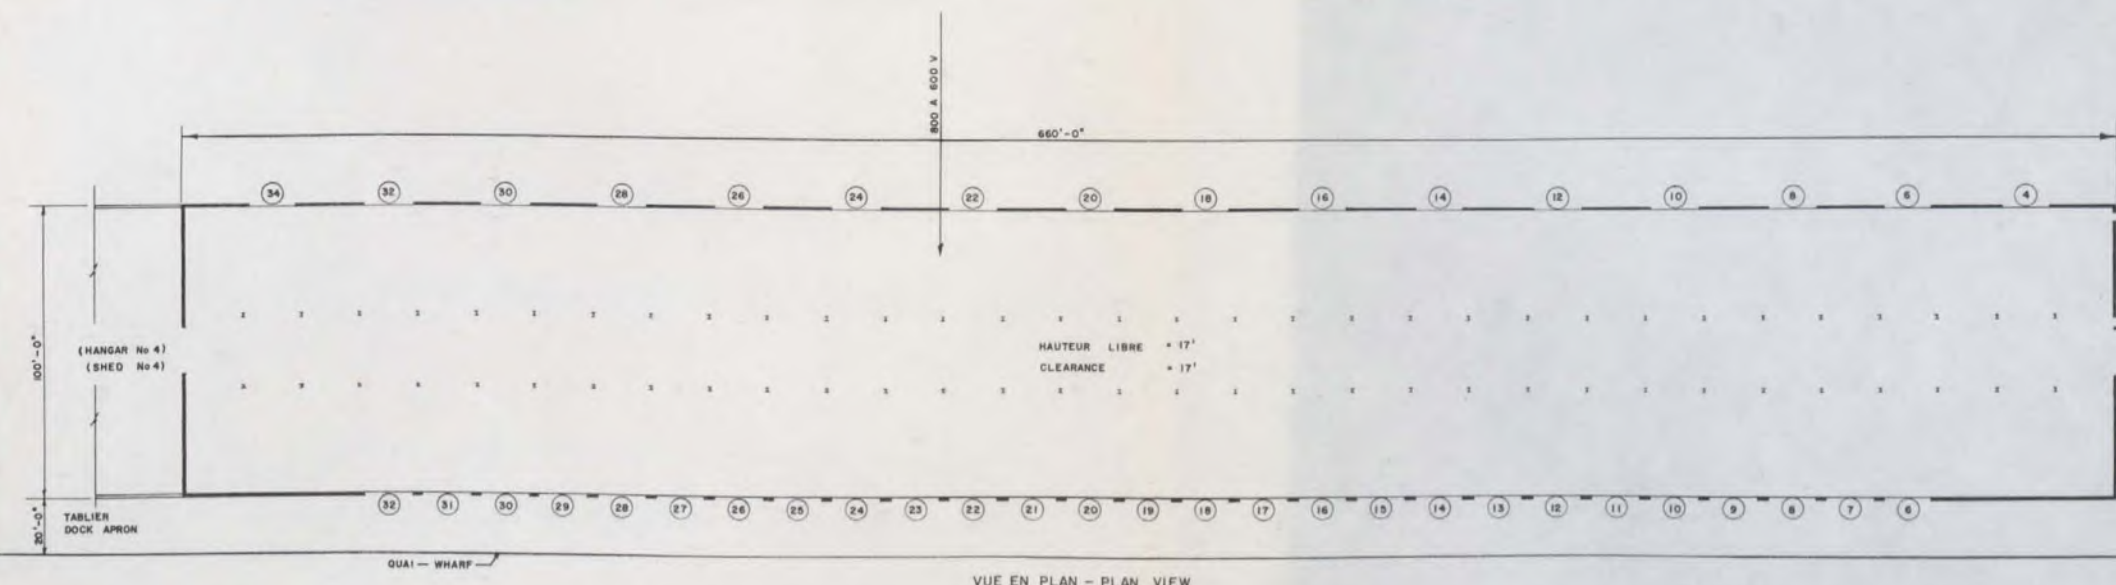 800 A 600 V
660'-0"
34 32 30 28 26 24 22 20 18 16 14 12 10 8 6 4
100'-0"
(HANGAR No 4)
(SHED No 4)
HAUTEUR LIBRE = 17'
CLEARANCE = 17'
32 31 30 29 28 27 26 25 24 23 22 21 20 19 18 17 16 15 14 13 12 11 10 9 8 7 6
20'-0"
TABLIER
DOCK APRON
QUAI — WHARF
VUE EN PLAN - PLAN VIEW